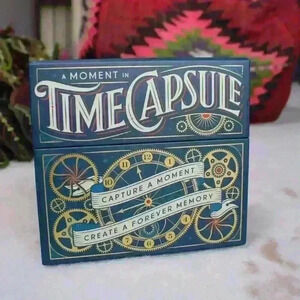 A MOMENT IN
TIME CAPSULE
CAPTURE A MOMENT
CREATE A FOREVER MEMORY